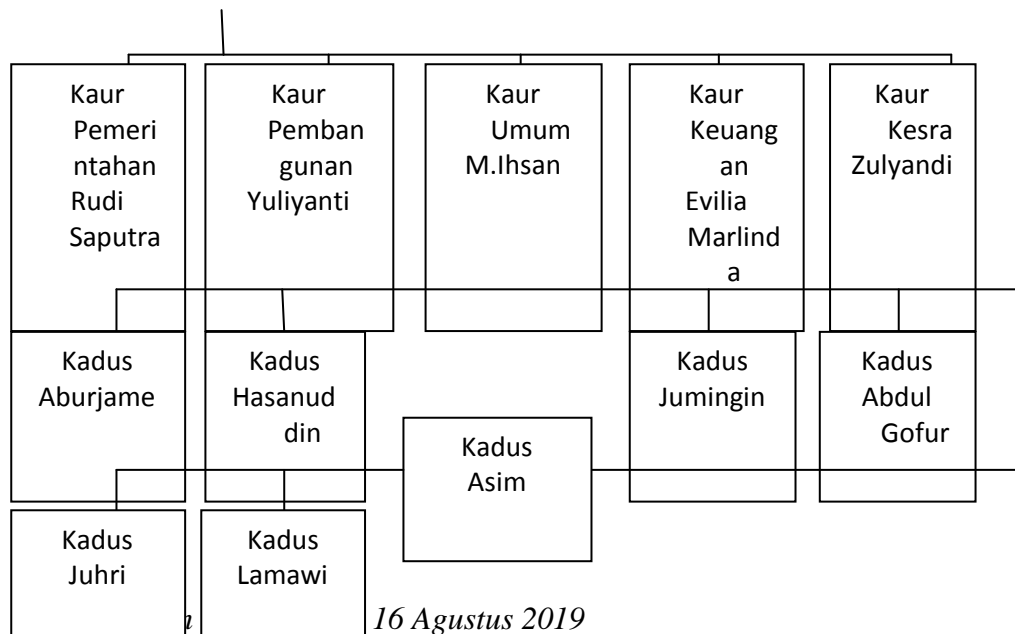 Kaur
Pemeri
ntahan
Rudi
Saputra
Kaur
Pemban
gunan
Yuliyanti
Kaur
Umum
M.Ihsan
Kaur
Keuang
an
Evilia
Marlind
a
Kaur
Kesra
Zulyandi
Kadus
Aburjame
Kadus
Hasanud
din
Kadus
Jumingin
Kadus
Abdul
Gofur
Kadus
Asim
Kadus
Juhri
Kadus
Lamawi
16 Agustus 2019